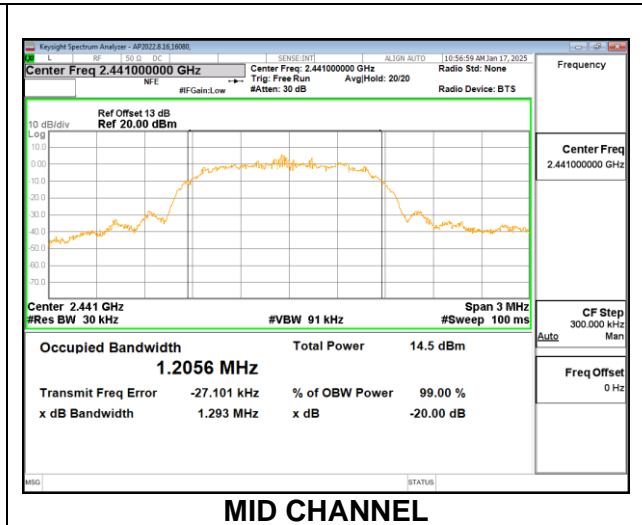 Keysight Spectrum Analyzer - AP2022.8.16,16080,
L RF 50 Ω DC SENSE:INT ALIGN AUTO 10:56:59 AM Jan 17, 2025
Center Freq 2.441000000 GHz
NFE
#IFGain:Low
Center Freq: 2.441000000 GHz
Trig: Free Run Avg|Hold: 20/20
#Atten: 30 dB
Radio Std: None
Radio Device: BTS
Frequency
Ref Offset 13 dB
10 dB/div Ref 20.00 dBm
Log
10.0
0.00
-10.0
-20.0
-30.0
-40.0
-50.0
-60.0
-70.0
Center 2.441 GHz Span 3 MHz
#Res BW 30 kHz #VBW 91 kHz #Sweep 100 ms
Occupied Bandwidth Total Power 14.5 dBm
1.2056 MHz
Transmit Freq Error -27.101 kHz % of OBW Power 99.00 %
x dB Bandwidth 1.293 MHz x dB -20.00 dB
Center Freq
2.441000000 GHz
CF Step
300.000 kHz
Auto Man
Freq Offset
0 Hz
MSG STATUS
MID CHANNEL